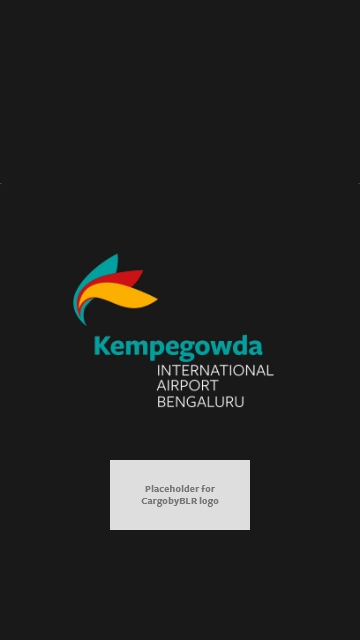 Kempegowda
INTERNATIONAL
AIRPORT
BENGALURU
Placeholder for
CargobyBLR logo